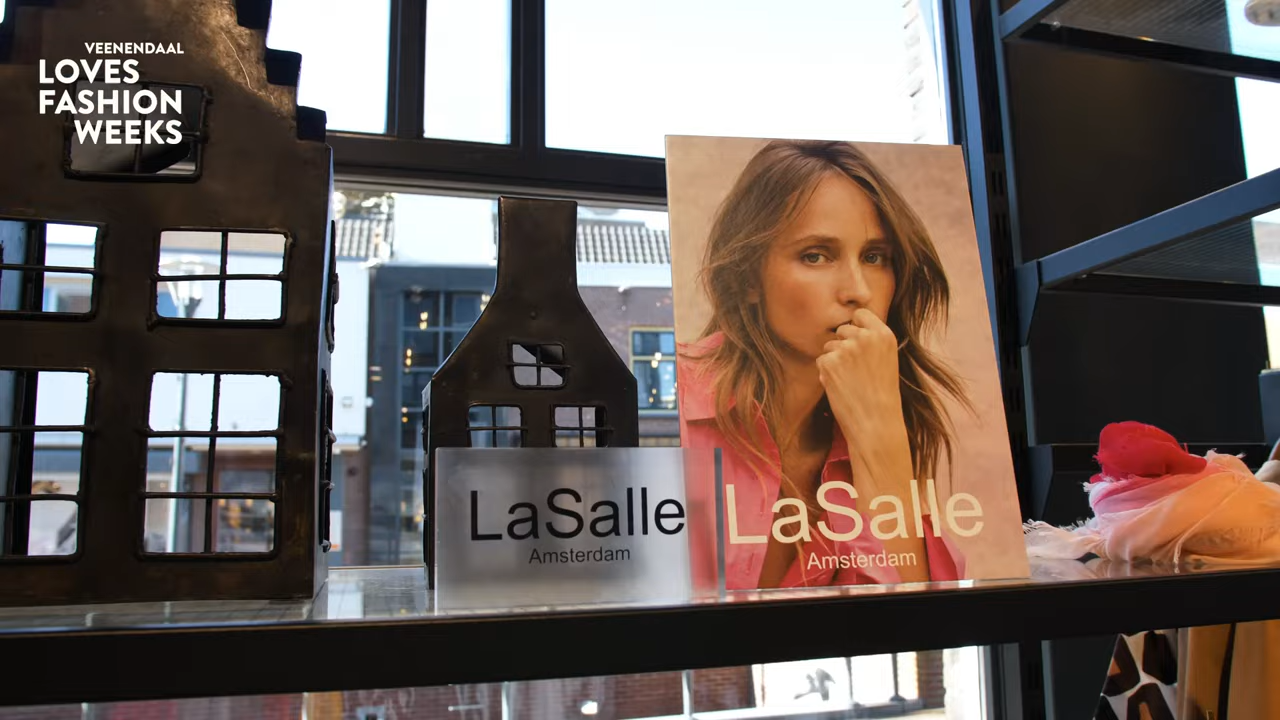 VEENENDAAL
LOVES
FASHION
WEEKS
LaSalle
Amsterdam
LaSalle
Amsterdam